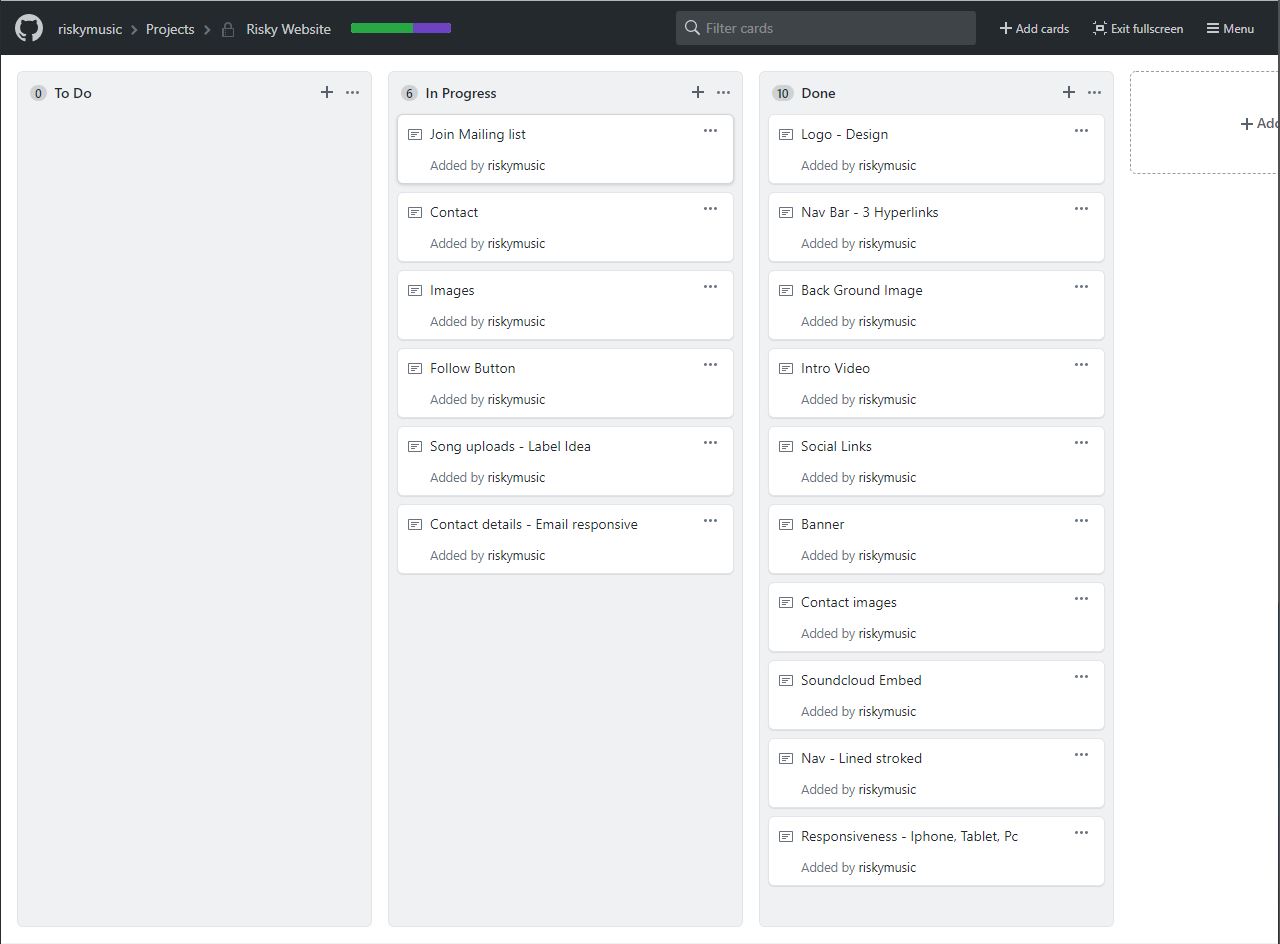 riskymusic Projects Risky Website Filter cards Add cards Exit fullscreen Menu
0 To Do
6 In Progress
Join Mailing list
Added by riskymusic
Contact
Added by riskymusic
Images
Added by riskymusic
Follow Button
Added by riskymusic
Song uploads - Label Idea
Added by riskymusic
Contact details - Email responsive
Added by riskymusic
10 Done
Logo - Design
Added by riskymusic
Nav Bar - 3 Hyperlinks
Added by riskymusic
Back Ground Image
Added by riskymusic
Intro Video
Added by riskymusic
Social Links
Added by riskymusic
Banner
Added by riskymusic
Contact images
Added by riskymusic
Soundcloud Embed
Added by riskymusic
Nav - Lined stroked
Added by riskymusic
Responsiveness - Iphone, Tablet, Pc
Added by riskymusic
Add